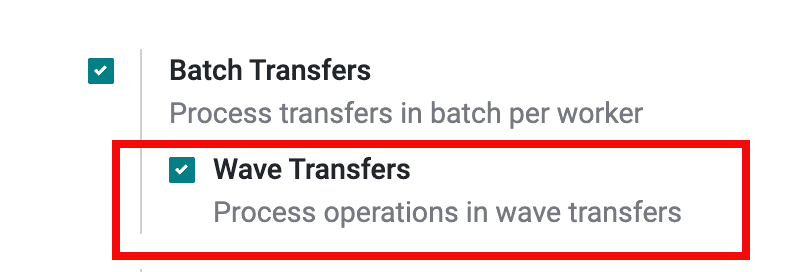 Batch Transfers
Process transfers in batch per worker
Wave Transfers
Process operations in wave transfers